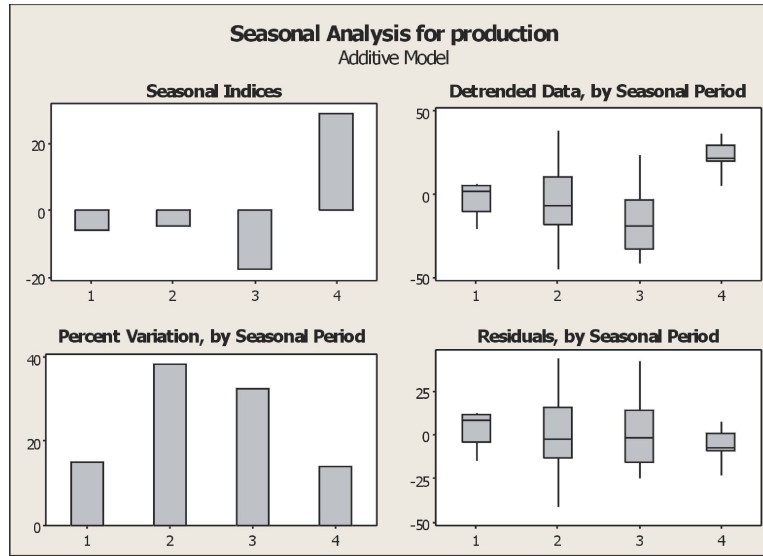 Seasonal Analysis for production
Additive Model
Seasonal Indices
20
0
-20
1 2 3 4
Detrended Data, by Seasonal Period
50
0
-50
1 2 3 4
Percent Variation, by Seasonal Period
40
20
0
1 2 3 4
Residuals, by Seasonal Period
25
0
-25
-50
1 2 3 4